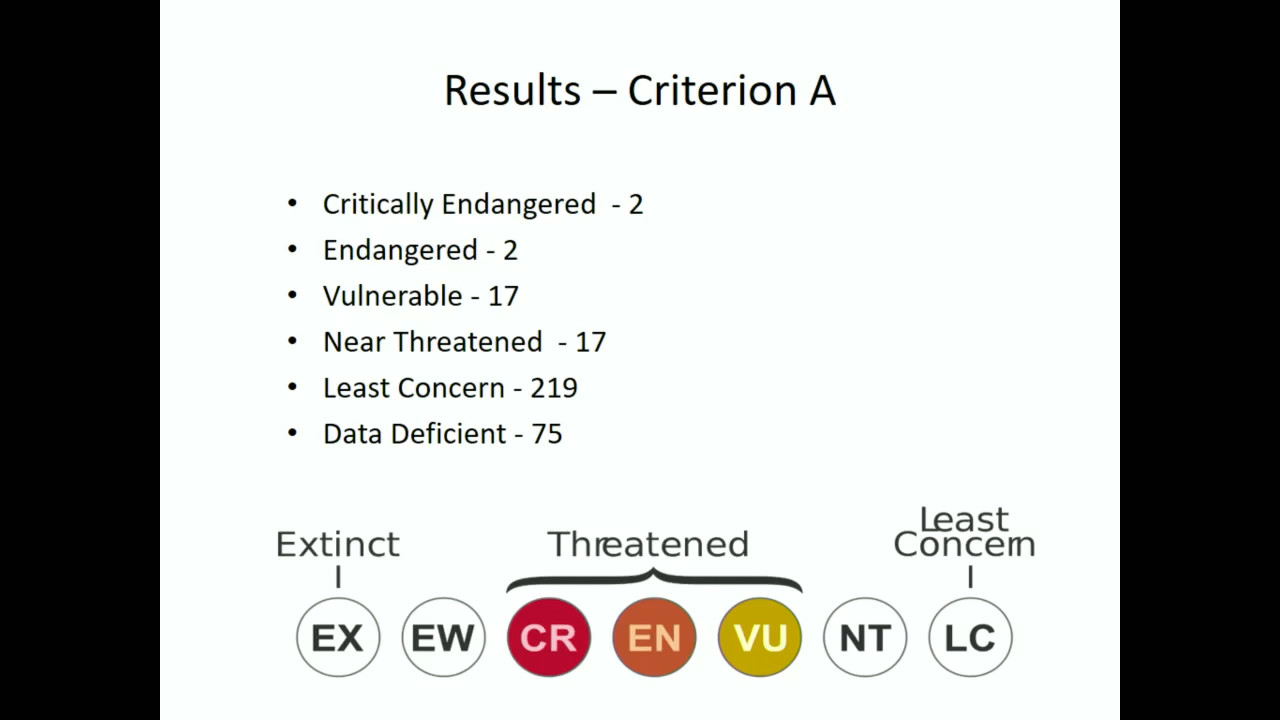 Results – Criterion A
• Critically Endangered  - 2
• Endangered - 2
• Vulnerable - 17
• Near Threatened  - 17
• Least Concern - 219
• Data Deficient - 75
Extinct
Threatened
Least
Concern
EX EW CR EN VU NT LC